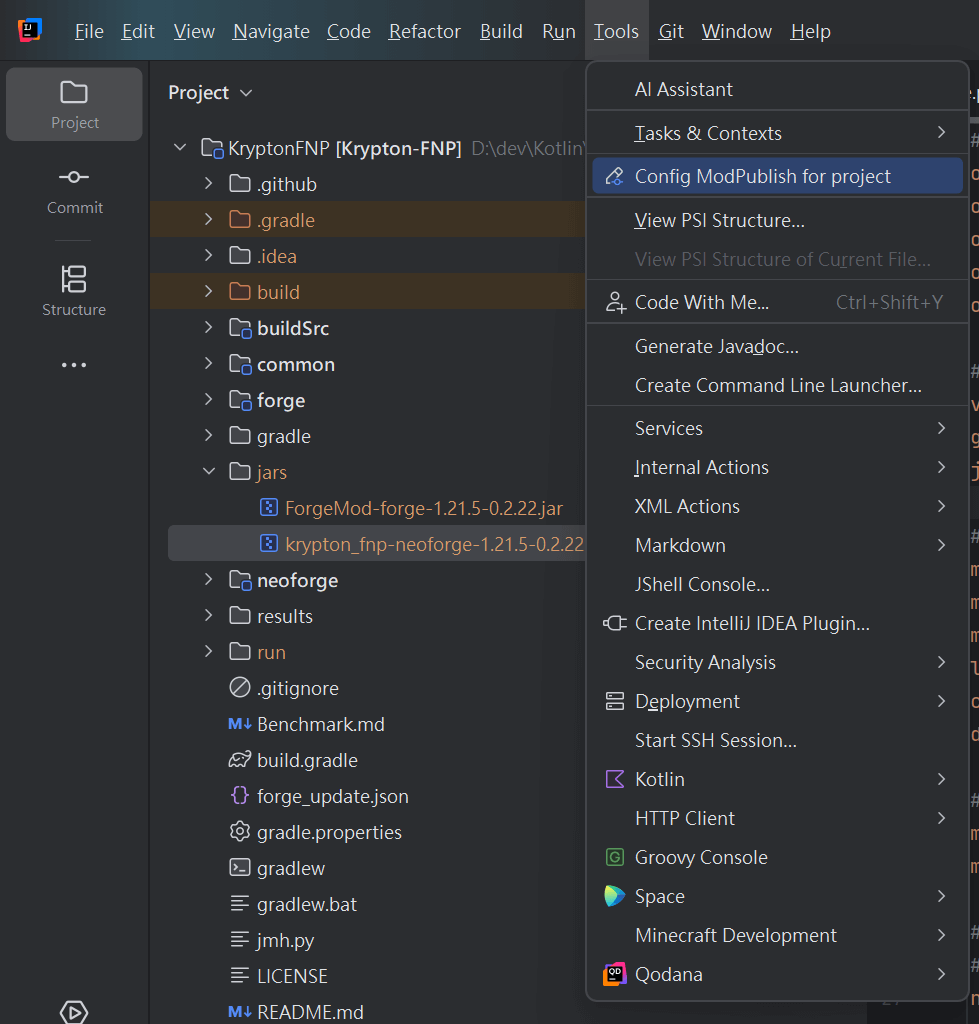 File Edit View Navigate Code Refactor Build Run Tools Git Window Help
Project
Commit
Structure
Project
KryptonFNP [Krypton-FNP] D:\dev\Kotlin\
.github
.gradle
.idea
build
buildSrc
common
forge
gradle
jars
ForgeMod-forge-1.21.5-0.2.22.jar
krypton_fnp-neoforge-1.21.5-0.2.22
neoforge
results
run
.gitignore
Benchmark.md
build.gradle
forge_update.json
gradle.properties
gradlew
gradlew.bat
jmh.py
LICENSE
README.md
AI Assistant
Tasks & Contexts
Config ModPublish for project
View PSI Structure...
View PSI Structure of Current File...
Code With Me... Ctrl+Shift+Y
Generate Javadoc...
Create Command Line Launcher...
Services
Internal Actions
XML Actions
Markdown
JShell Console...
Create IntelliJ IDEA Plugin...
Security Analysis
Deployment
Start SSH Session...
Kotlin
HTTP Client
Groovy Console
Space
Minecraft Development
Qodana